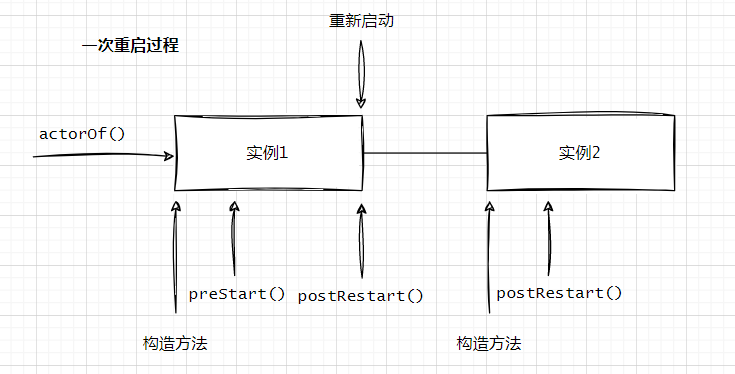 重新启动
一次重启过程
actorOf()
实例1
实例2
preStart()
postRestart()
postRestart()
构造方法
构造方法